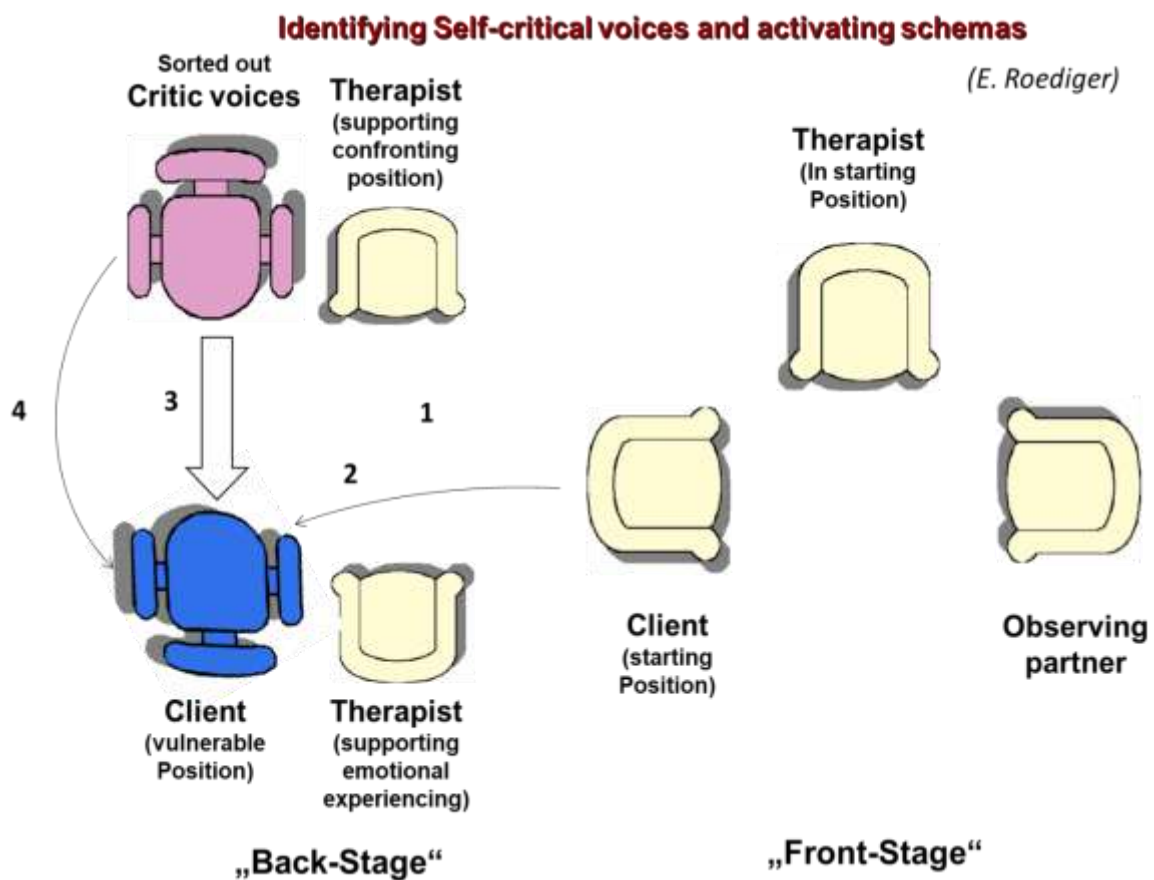 Identifying Self-critical voices and activating schemas
(E. Roediger)
Sorted out
Critic voices
Therapist
(supporting
confronting
position)
Therapist
(In starting
Position)
4
3
1
2
Client
(starting
Position)
Observing
partner
Client
(vulnerable
Position)
Therapist
(supporting
emotional
experiencing)
„Back-Stage“
„Front-Stage“